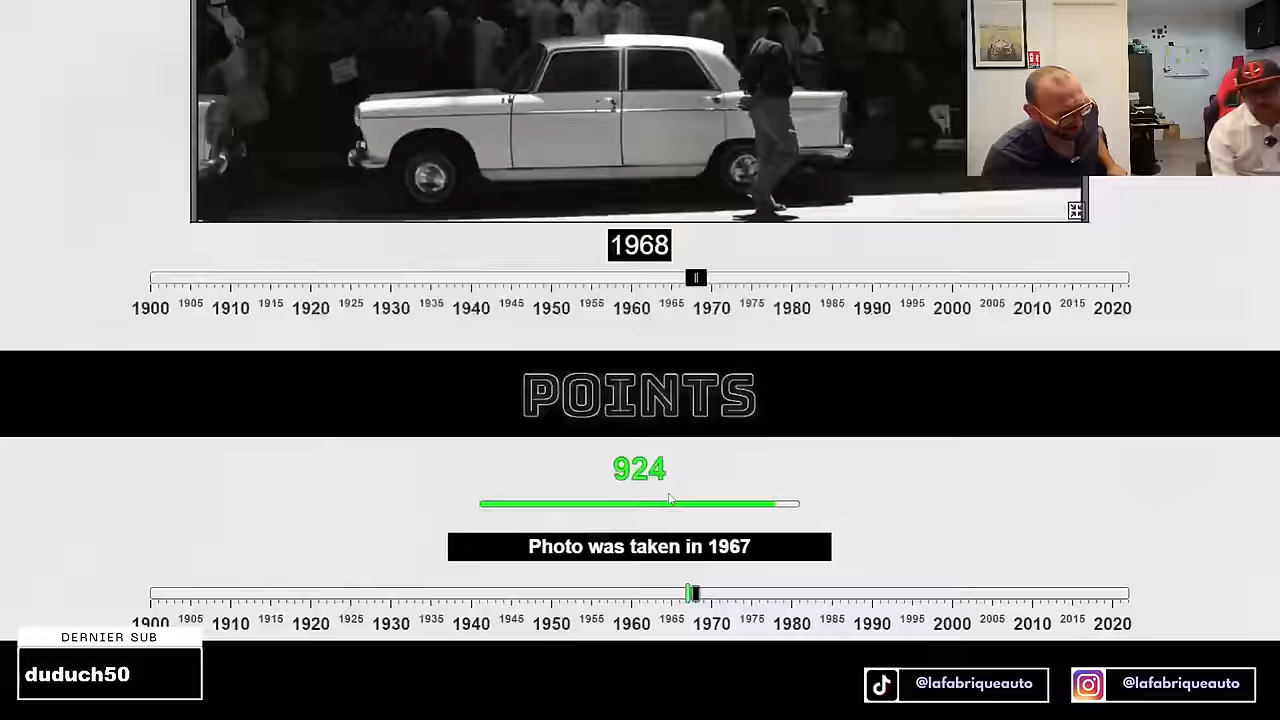 1968
1900 1905 1910 1915 1920 1925 1930 1935 1940 1945 1950 1955 1960 1965 1970 1975 1980 1985 1990 1995 2000 2005 2010 2015 2020
POINTS
924
Photo was taken in 1967
1900 1905 1910 1915 1920 1925 1930 1935 1940 1945 1950 1955 1960 1965 1970 1975 1980 1985 1990 1995 2000 2005 2010 2015 2020
DERNIER SUB
duduch50
@lafabriqueauto
@lafabriqueauto